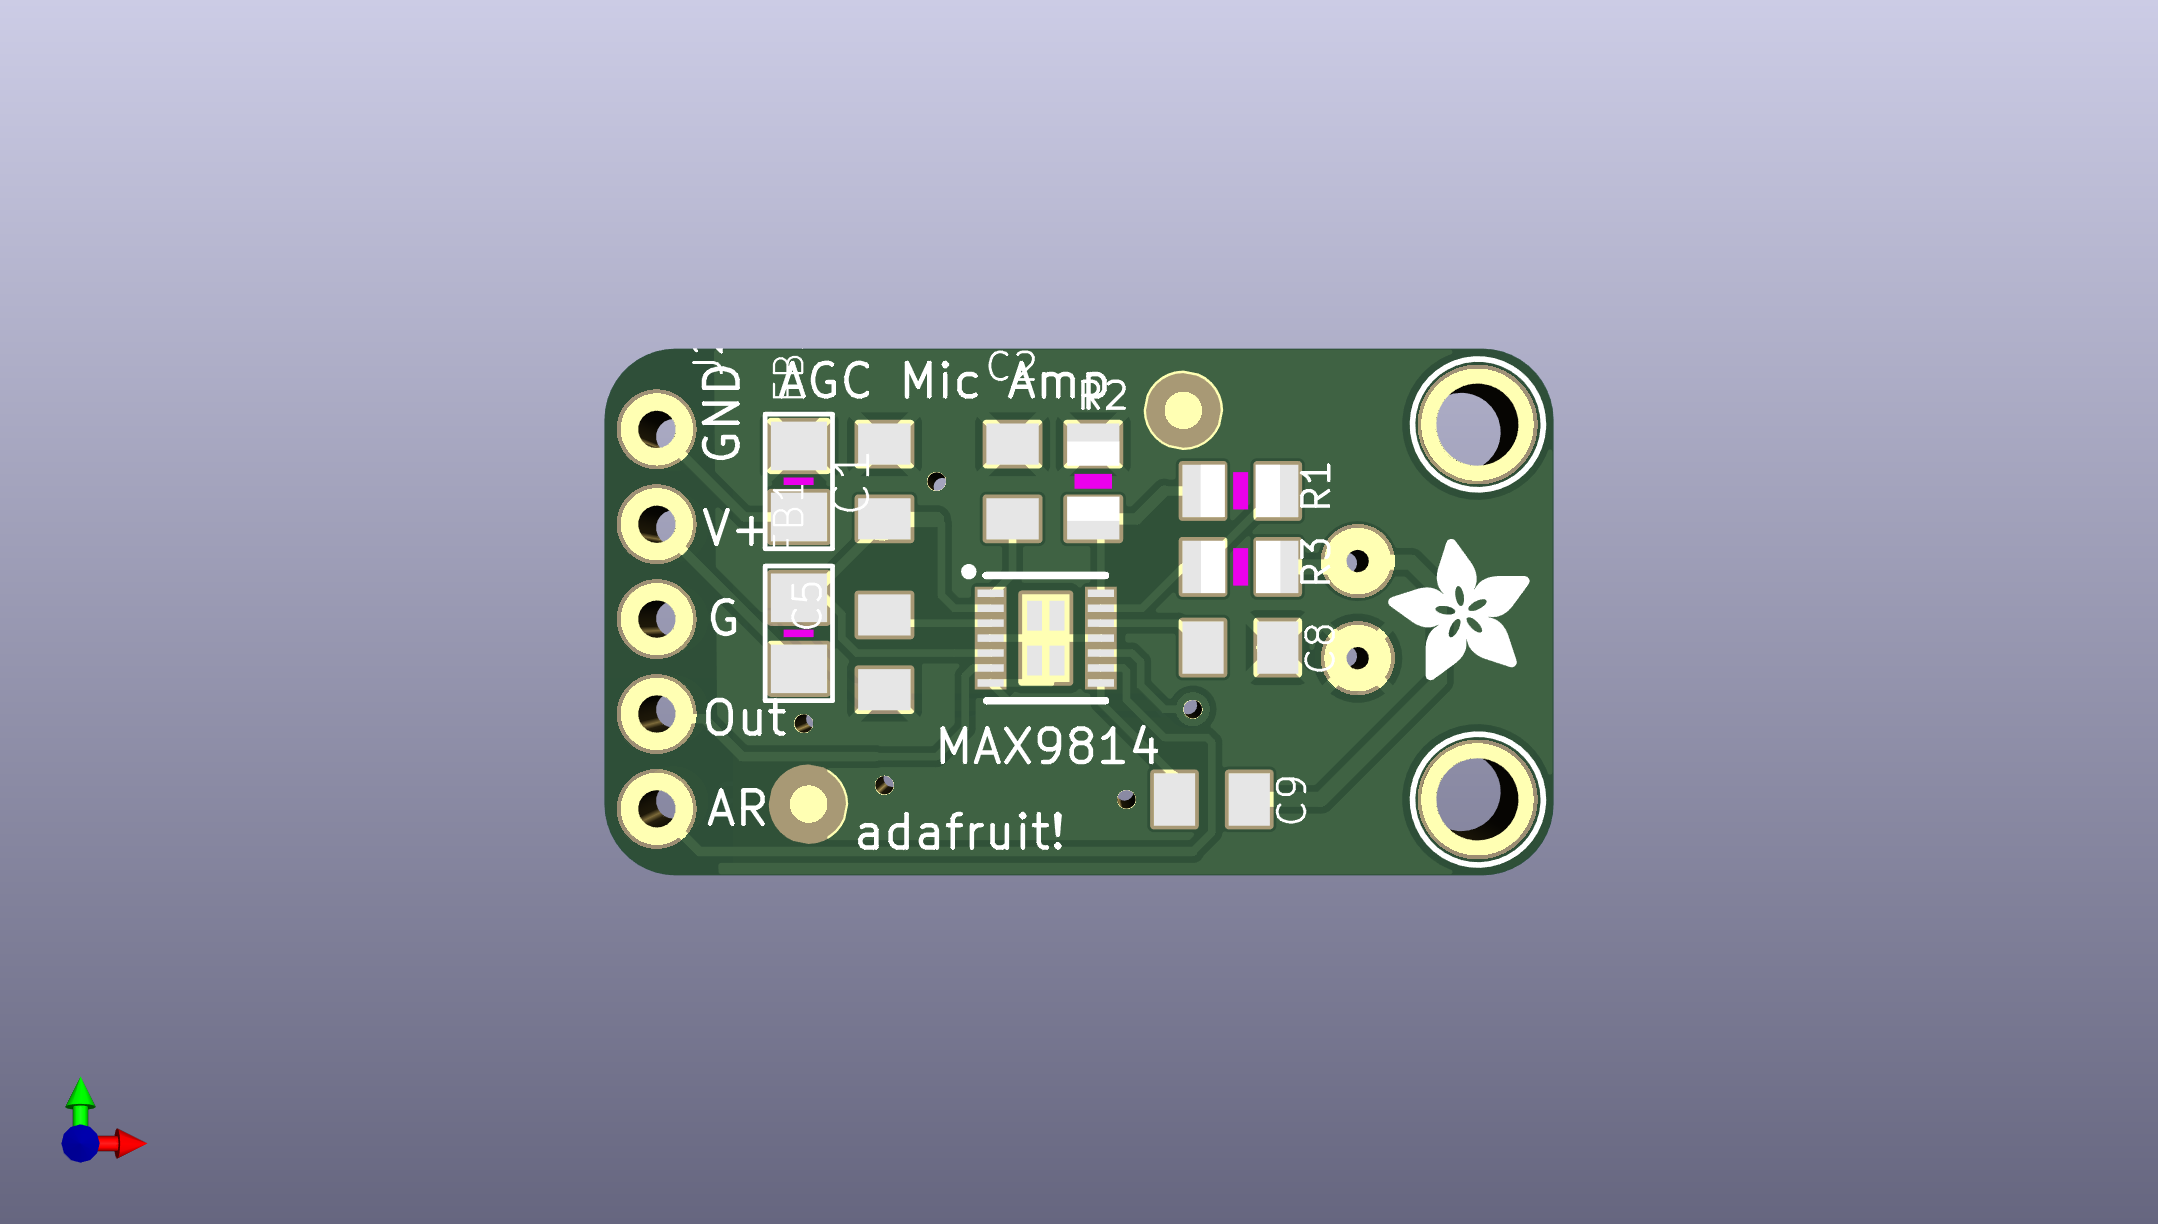 AGC Mic Amp
C2
R2
GND
V+
G
Out
AR
FB1
C1
C5
R1
R3
C8
C9
MAX9814
adafruit!